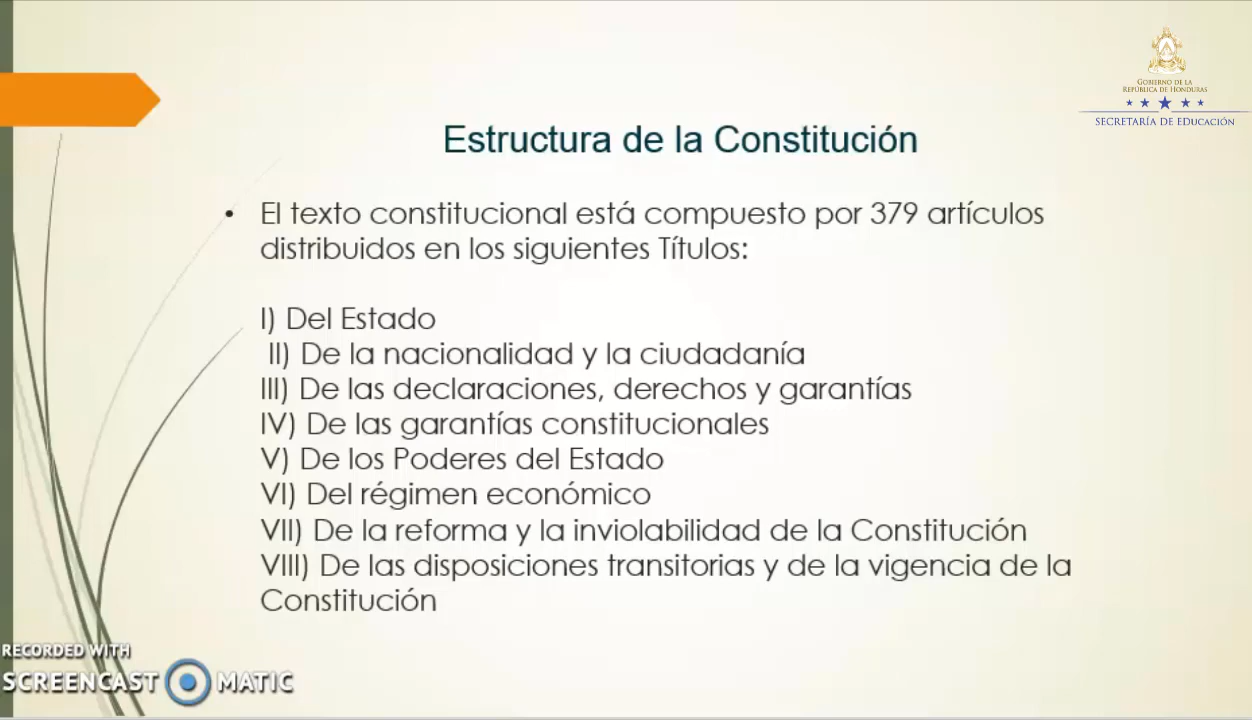 GOBIERNO DE LA
REPÚBLICA DE HONDURAS
SECRETARÍA DE EDUCACIÓN
Estructura de la Constitución
• El texto constitucional está compuesto por 379 artículos
distribuidos en los siguientes Títulos:
I) Del Estado
II) De la nacionalidad y la ciudadanía
III) De las declaraciones, derechos y garantías
IV) De las garantías constitucionales
V) De los Poderes del Estado
VI) Del régimen económico
VII) De la reforma y la inviolabilidad de la Constitución
VIII) De las disposiciones transitorias y de la vigencia de la
Constitución
RECORDED WITH
SCREENCAST MATIC